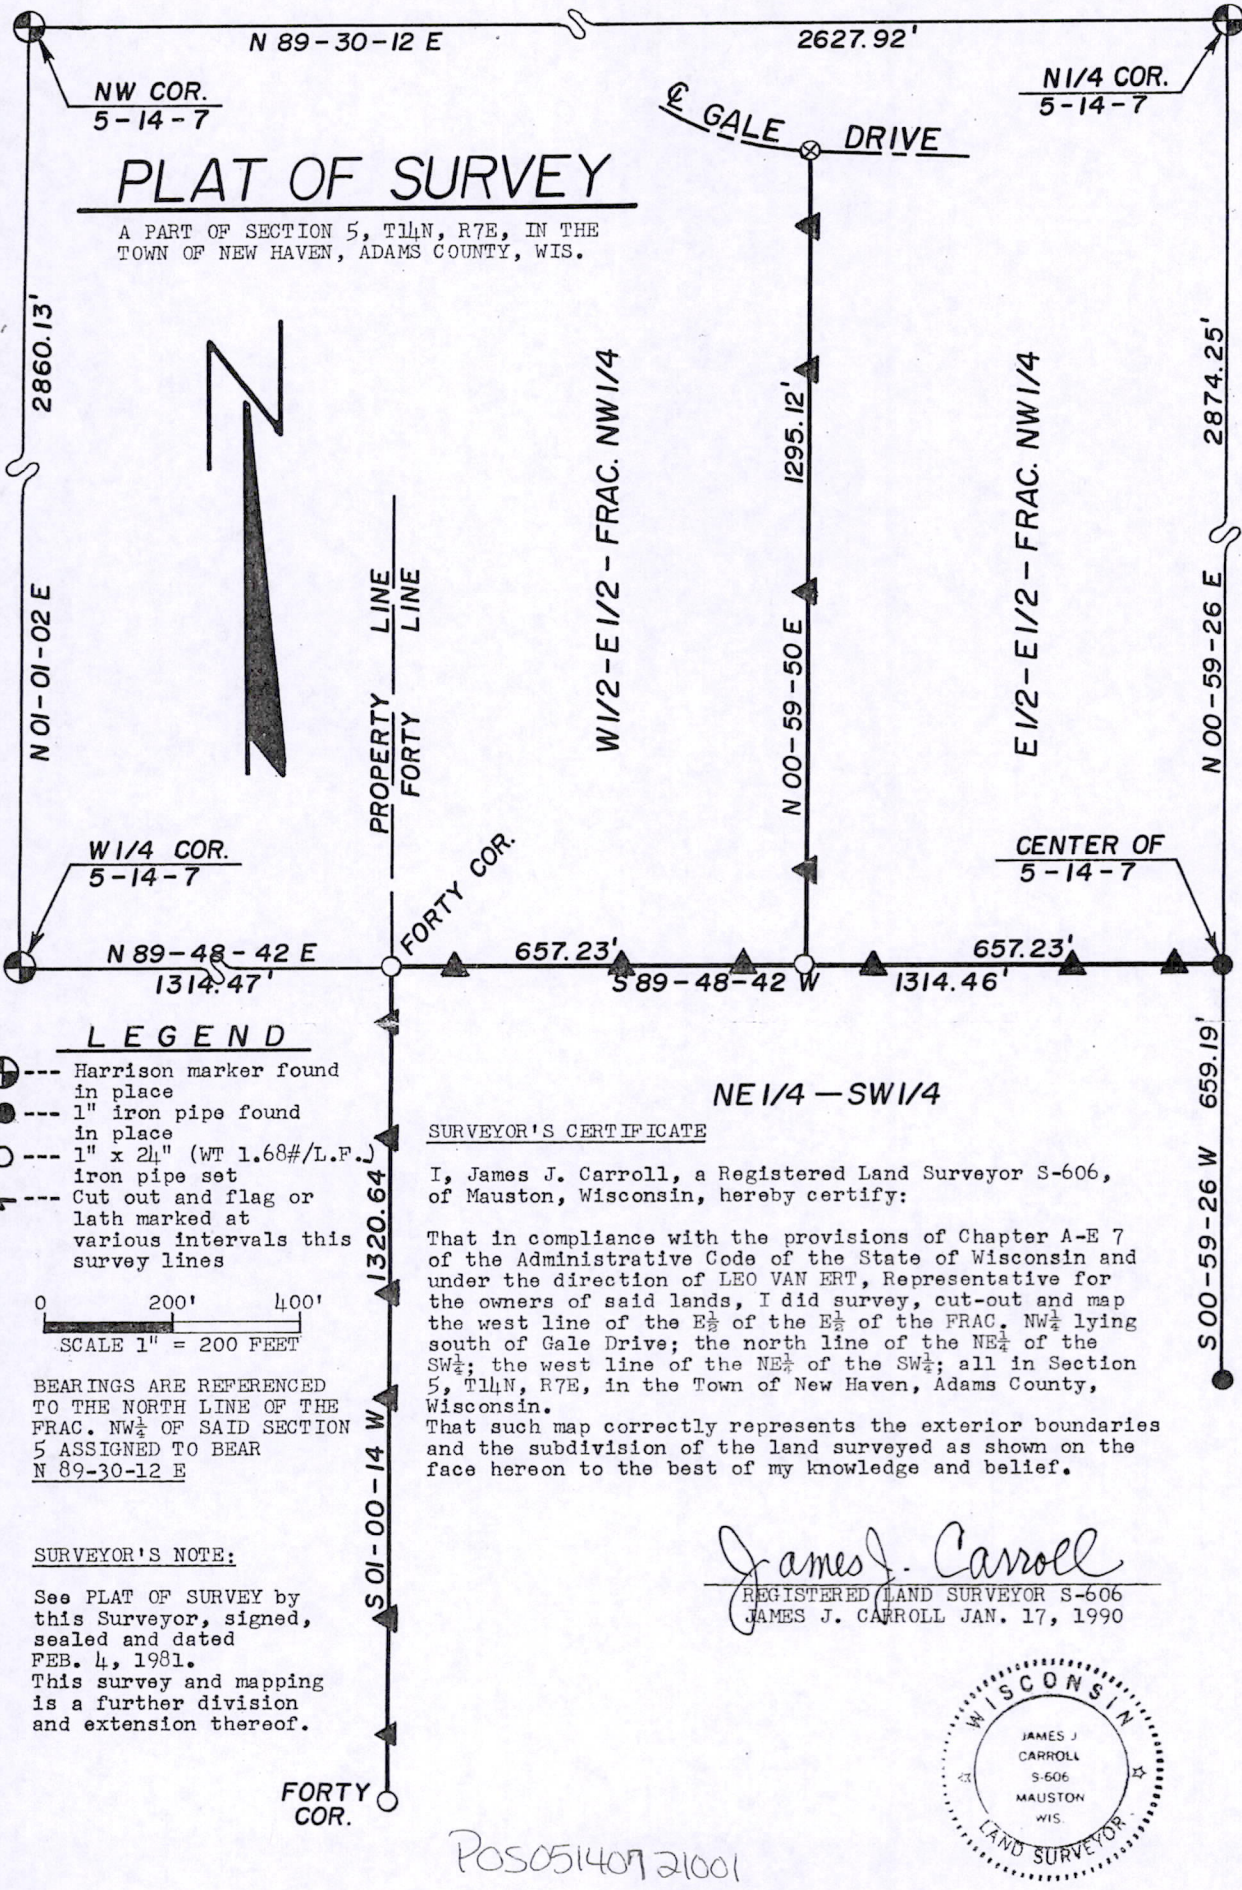 N 89-30-12 E
2627.92'
NW COR.
5-14-7
N1/4 COR.
5-14-7
℄ GALE DRIVE
PLAT OF SURVEY
A PART OF SECTION 5, T14N, R7E, IN THE
TOWN OF NEW HAVEN, ADAMS COUNTY, WIS.
2860.13'
N 01-01-02 E
N
PROPERTY LINE
FORTY LINE
W1/2-E1/2-FRAC. NW1/4
1295.12'
N 00-59-50 E
E1/2-E1/2-FRAC. NW1/4
2874.25'
N 00-59-26 E
W1/4 COR.
5-14-7
FORTY COR.
CENTER OF
5-14-7
N 89-48-42 E
1314.47'
657.23'
657.23'
S 89-48-42 W
1314.46'
LEGEND
--- Harrison marker found
in place
--- 1" iron pipe found
in place
--- 1" x 24" (WT 1.68#/L.F.)
iron pipe set
--- Cut out and flag or
lath marked at
various intervals this
survey lines
0 200' 400'
SCALE 1" = 200 FEET
BEARINGS ARE REFERENCED
TO THE NORTH LINE OF THE
FRAC. NW¼ OF SAID SECTION
5 ASSIGNED TO BEAR
N 89-30-12 E
SURVEYOR'S NOTE:
See PLAT OF SURVEY by
this Surveyor, signed,
sealed and dated
FEB. 4, 1981.
This survey and mapping
is a further division
and extension thereof.
1320.64'
S 01-00-14 W
FORTY
COR.
NE1/4-SW1/4
659.19'
S 00-59-26 W
SURVEYOR'S CERTIFICATE
I, James J. Carroll, a Registered Land Surveyor S-606,
of Mauston, Wisconsin, hereby certify:
That in compliance with the provisions of Chapter A-E 7
of the Administrative Code of the State of Wisconsin and
under the direction of LEO VAN ERT, Representative for
the owners of said lands, I did survey, cut-out and map
the west line of the E½ of the E½ of the FRAC. NW¼ lying
south of Gale Drive; the north line of the NE¼ of the
SW¼; the west line of the NE¼ of the SW¼; all in Section
5, T14N, R7E, in the Town of New Haven, Adams County,
Wisconsin.
That such map correctly represents the exterior boundaries
and the subdivision of the land surveyed as shown on the
face hereon to the best of my knowledge and belief.
James J. Carroll
REGISTERED LAND SURVEYOR S-606
JAMES J. CARROLL JAN. 17, 1990
WISCONSIN
JAMES J
CARROLL
S-606
MAUSTON
WIS.
LAND SURVEYOR
POS05140721001